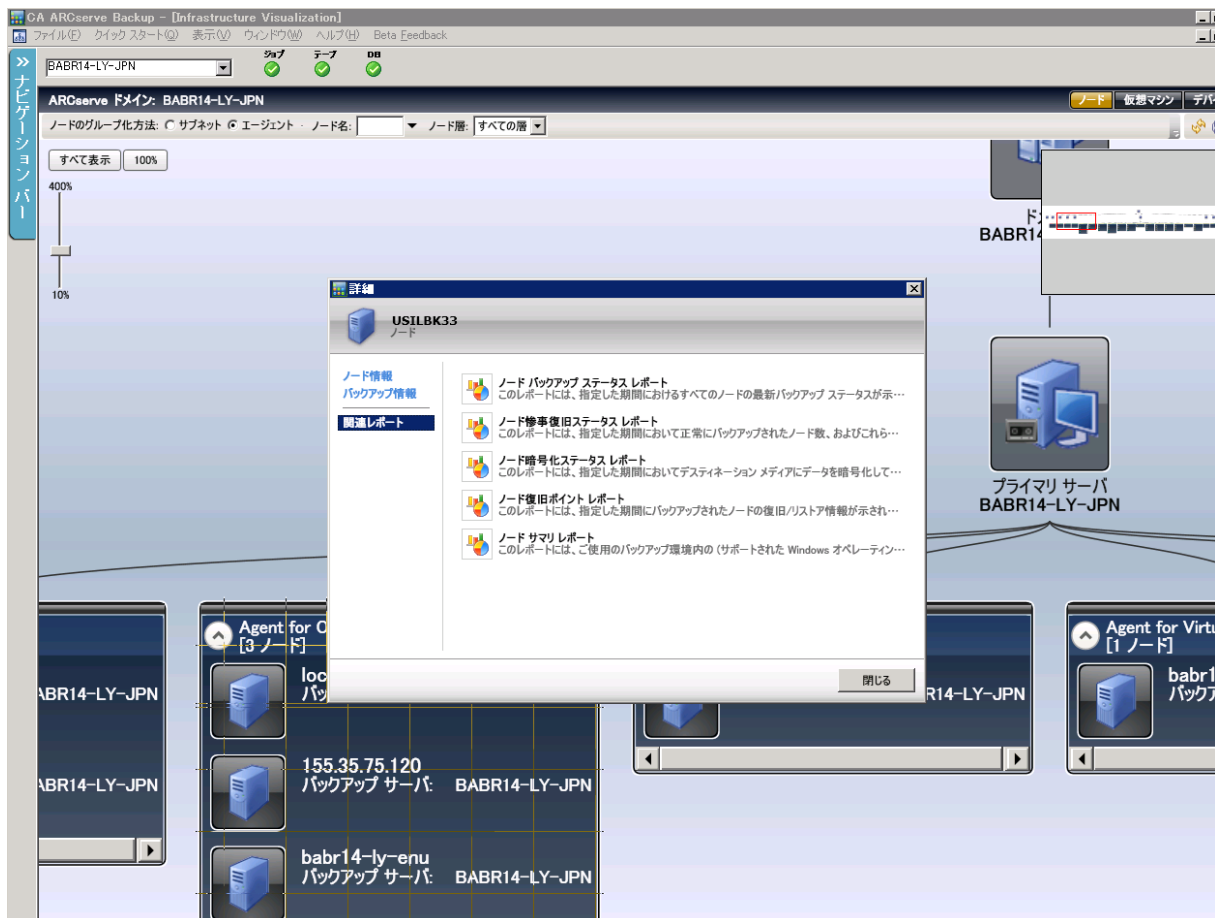 CA ARCserve Backup - [Infrastructure Visualization]
ファイル(F) クイック スタート(Q) 表示(V) ウィンドウ(W) ヘルプ(H) Beta Feedback
ナビゲーション バー
BABR14-LY-JPN
ジョブ テープ DB
ARCserve ドメイン: BABR14-LY-JPN
ノード 仮想マシン
ノードのグループ化方法: サブネット エージェント ノード名: ノード層: すべての層
すべて表示 100%
400%
10%
BABR14
プライマリ サーバ
BABR14-LY-JPN
詳細
USILBK33
ノード
ノード情報
バックアップ情報
関連レポート
ノード バックアップ ステータス レポート
このレポートには、指定した期間におけるすべてのノードの最新バックアップ ステータスが示…
ノード惨事復旧ステータス レポート
このレポートには、指定した期間において正常にバックアップされたノード数、およびこれら…
ノード暗号化ステータス レポート
このレポートには、指定した期間においてデスティネーション メディアにデータを暗号化して…
ノード復旧ポイント レポート
このレポートには、指定した期間にバックアップされたノードの復旧/リストア情報が示され…
ノード サマリ レポート
このレポートには、ご使用のバックアップ環境内の (サポートされた Windows オペレーティン…
閉じる
ABR14-LY-JPN
ABR14-LY-JPN
Agent for O
[3 ノード]
loc
バッ
155.35.75.120
バックアップ サーバ: BABR14-LY-JPN
babr14-ly-enu
バックアップ サーバ: BABR14-LY-JPN
R14-LY-JPN
Agent for Virtu
[1 ノード]
babr1
バックア